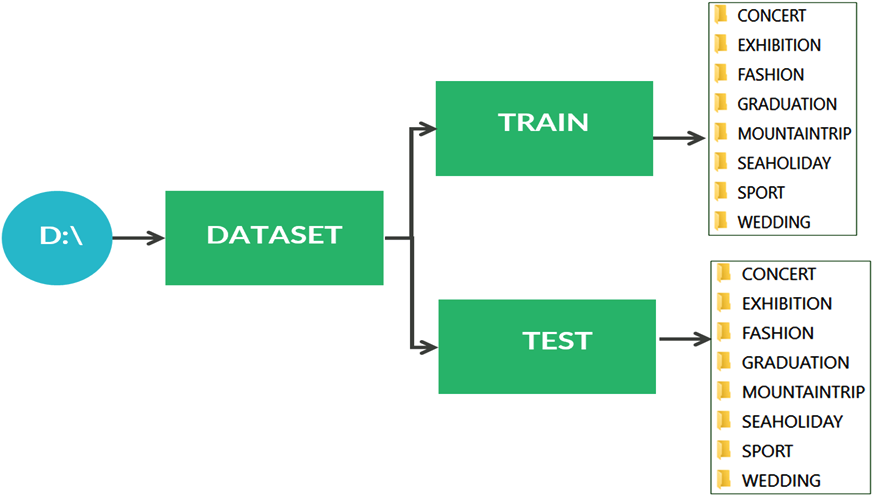 D:\
DATASET
TRAIN
CONCERT
EXHIBITION
FASHION
GRADUATION
MOUNTAINTRIP
SEAHOLIDAY
SPORT
WEDDING
TEST
CONCERT
EXHIBITION
FASHION
GRADUATION
MOUNTAINTRIP
SEAHOLIDAY
SPORT
WEDDING